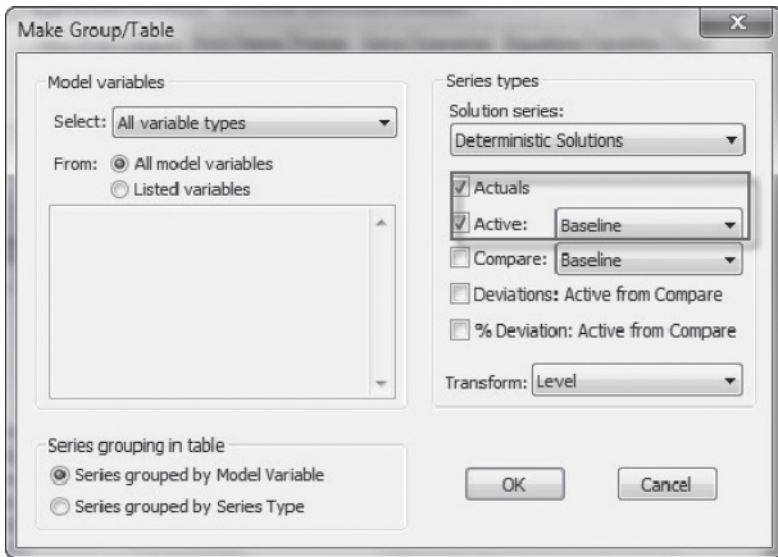 Make Group/Table
Model variables
Select: All variable types
From: All model variables
Listed variables
Series grouping in table
Series grouped by Model Variable
Series grouped by Series Type
Series types
Solution series:
Deterministic Solutions
Actuals
Active: Baseline
Compare: Baseline
Deviations: Active from Compare
% Deviation: Active from Compare
Transform: Level
OK
Cancel